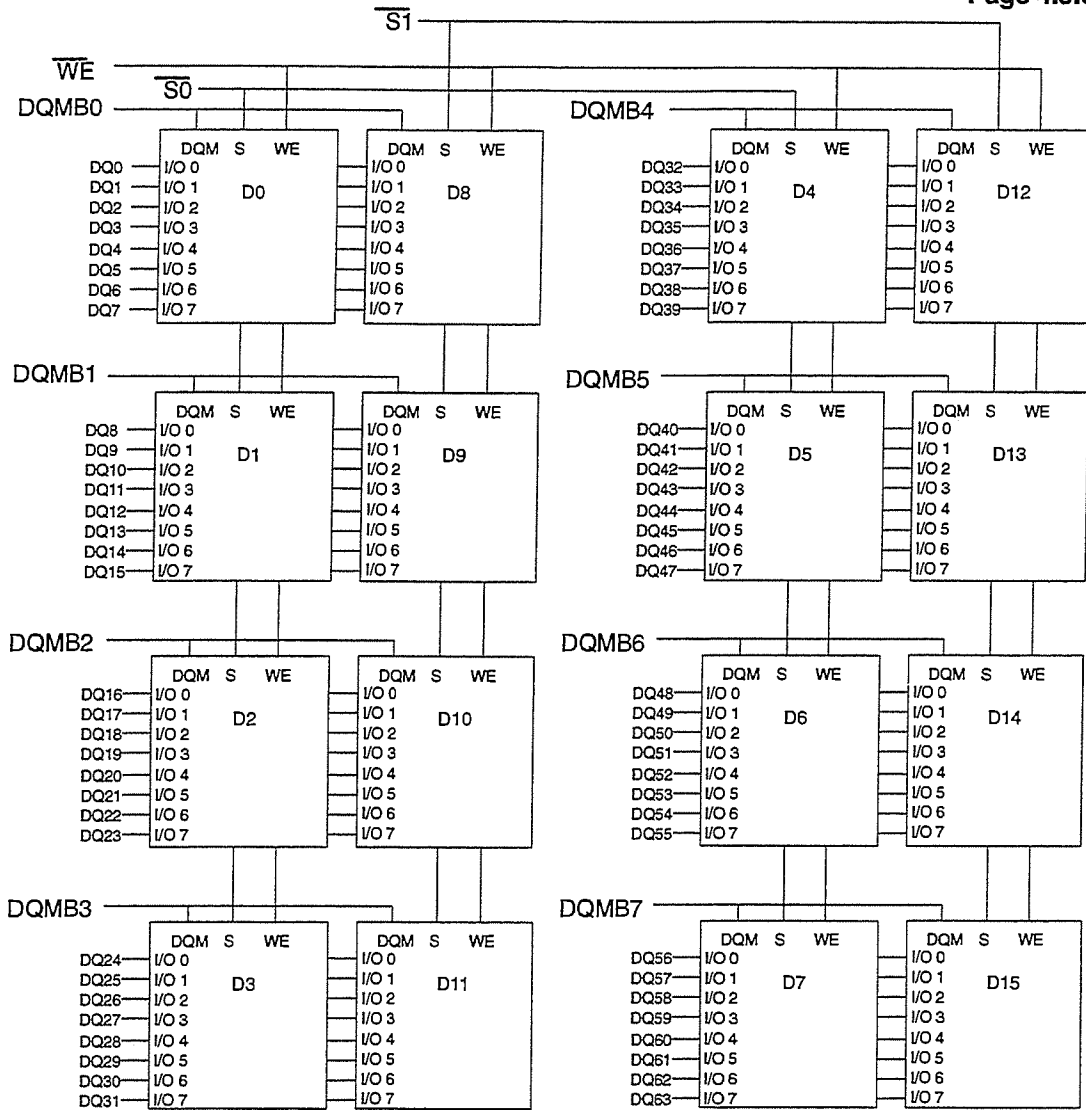 Page
S1
WE
S0
DQMB0
DQMB4
DQM S WE
DQM S WE
DQM S WE
DQM S WE
DQ0 I/O 0 I/O 0 DQ32 I/O 0 I/O 0
DQ1 I/O 1 D0 I/O 1 D8 DQ33 I/O 1 D4 I/O 1 D12
DQ2 I/O 2 I/O 2 DQ34 I/O 2 I/O 2
DQ3 I/O 3 I/O 3 DQ35 I/O 3 I/O 3
DQ4 I/O 4 I/O 4 DQ36 I/O 4 I/O 4
DQ5 I/O 5 I/O 5 DQ37 I/O 5 I/O 5
DQ6 I/O 6 I/O 6 DQ38 I/O 6 I/O 6
DQ7 I/O 7 I/O 7 DQ39 I/O 7 I/O 7
DQMB1
DQMB5
DQM S WE
DQM S WE
DQM S WE
DQM S WE
DQ8 I/O 0 I/O 0 DQ40 I/O 0 I/O 0
DQ9 I/O 1 D1 I/O 1 D9 DQ41 I/O 1 D5 I/O 1 D13
DQ10 I/O 2 I/O 2 DQ42 I/O 2 I/O 2
DQ11 I/O 3 I/O 3 DQ43 I/O 3 I/O 3
DQ12 I/O 4 I/O 4 DQ44 I/O 4 I/O 4
DQ13 I/O 5 I/O 5 DQ45 I/O 5 I/O 5
DQ14 I/O 6 I/O 6 DQ46 I/O 6 I/O 6
DQ15 I/O 7 I/O 7 DQ47 I/O 7 I/O 7
DQMB2
DQMB6
DQM S WE
DQM S WE
DQM S WE
DQM S WE
DQ16 I/O 0 I/O 0 DQ48 I/O 0 I/O 0
DQ17 I/O 1 D2 I/O 1 D10 DQ49 I/O 1 D6 I/O 1 D14
DQ18 I/O 2 I/O 2 DQ50 I/O 2 I/O 2
DQ19 I/O 3 I/O 3 DQ51 I/O 3 I/O 3
DQ20 I/O 4 I/O 4 DQ52 I/O 4 I/O 4
DQ21 I/O 5 I/O 5 DQ53 I/O 5 I/O 5
DQ22 I/O 6 I/O 6 DQ54 I/O 6 I/O 6
DQ23 I/O 7 I/O 7 DQ55 I/O 7 I/O 7
DQMB3
DQMB7
DQM S WE
DQM S WE
DQM S WE
DQM S WE
DQ24 I/O 0 I/O 0 DQ56 I/O 0 I/O 0
DQ25 I/O 1 D3 I/O 1 D11 DQ57 I/O 1 D7 I/O 1 D15
DQ26 I/O 2 I/O 2 DQ58 I/O 2 I/O 2
DQ27 I/O 3 I/O 3 DQ59 I/O 3 I/O 3
DQ28 I/O 4 I/O 4 DQ60 I/O 4 I/O 4
DQ29 I/O 5 I/O 5 DQ61 I/O 5 I/O 5
DQ30 I/O 6 I/O 6 DQ62 I/O 6 I/O 6
DQ31 I/O 7 I/O 7 DQ63 I/O 7 I/O 7